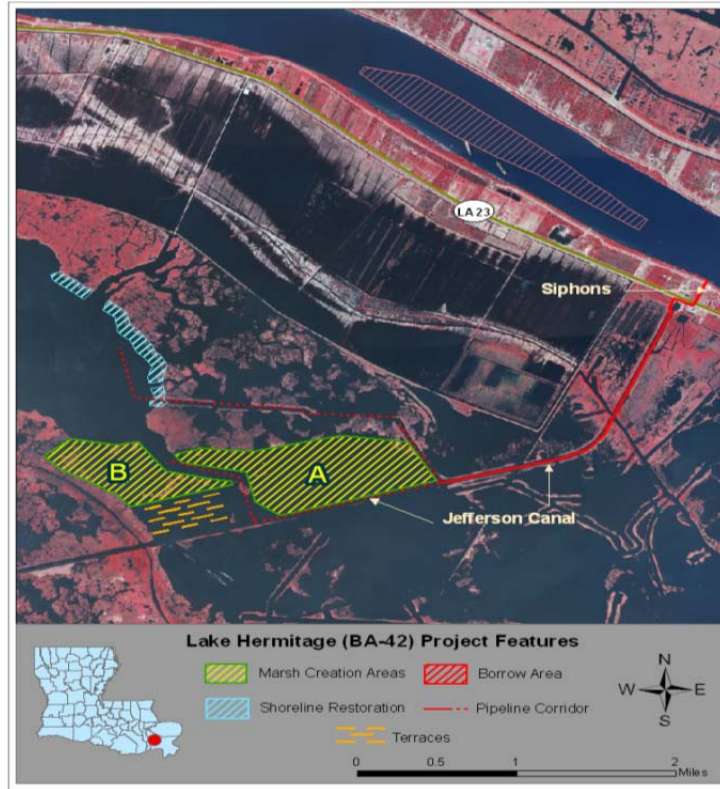 LA 23
Siphons
B
A
Jefferson Canal
Lake Hermitage (BA-42) Project Features
Marsh Creation Areas
Borrow Area
Shoreline Restoration
Pipeline Corridor
Terraces
N
W E
S
0 0.5 1 2
Miles